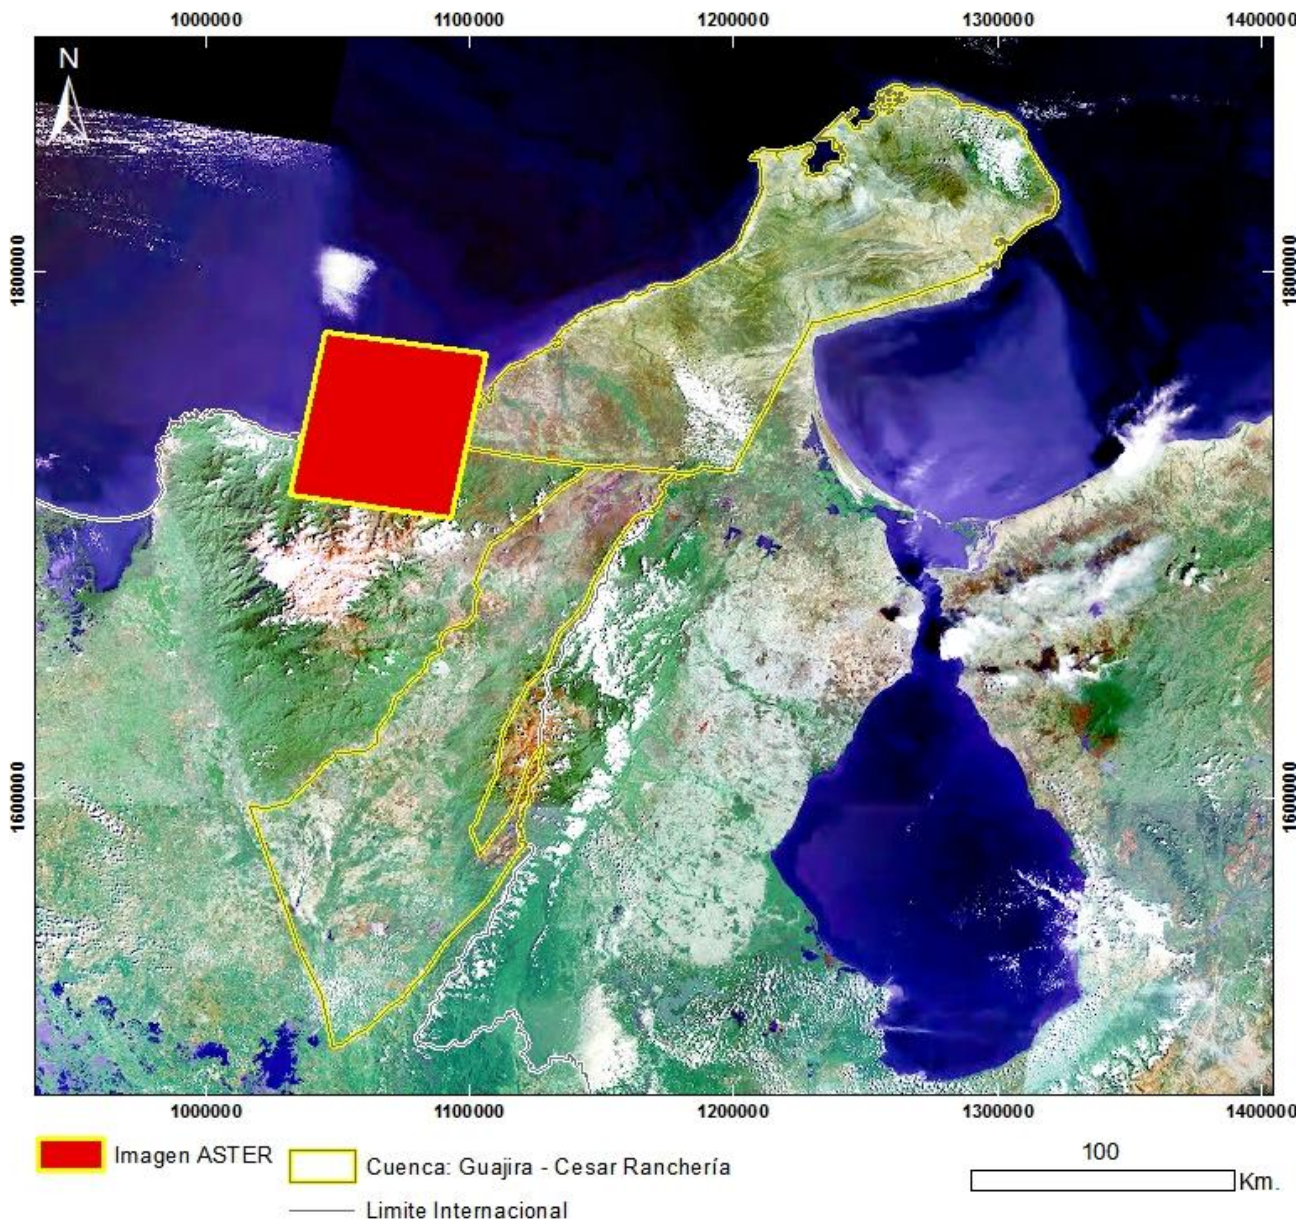 1000000 1100000 1200000 1300000 1400000
N
1800000 1800000
1600000 1600000
1000000 1100000 1200000 1300000 1400000
Imagen ASTER
Cuenca: Guajira - Cesar Ranchería
Limite Internacional
100
Km.